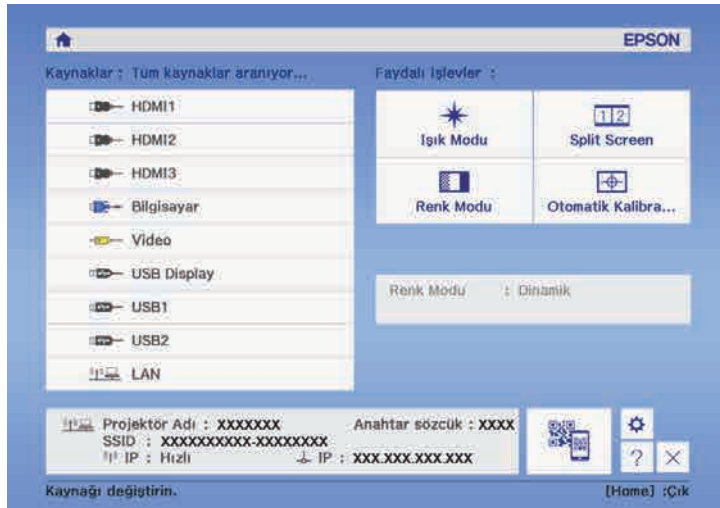 EPSON
Kaynaklar : Tüm kaynaklar aranıyor...
Faydalı İşlevler :
HDMI1
HDMI2
HDMI3
Bilgisayar
Video
USB Display
USB1
USB2
LAN
Işık Modu
1 2
Split Screen
Renk Modu
Otomatik Kalibra...
Renk Modu : Dinamik
Projektör Adı : XXXXXXX Anahtar sözcük : XXXX
SSID : XXXXXXXXXX-XXXXXXXX
IP : Hızlı IP : XXX.XXX.XXX.XXX
?
Kaynağı değiştirin.
[Home] :Çık